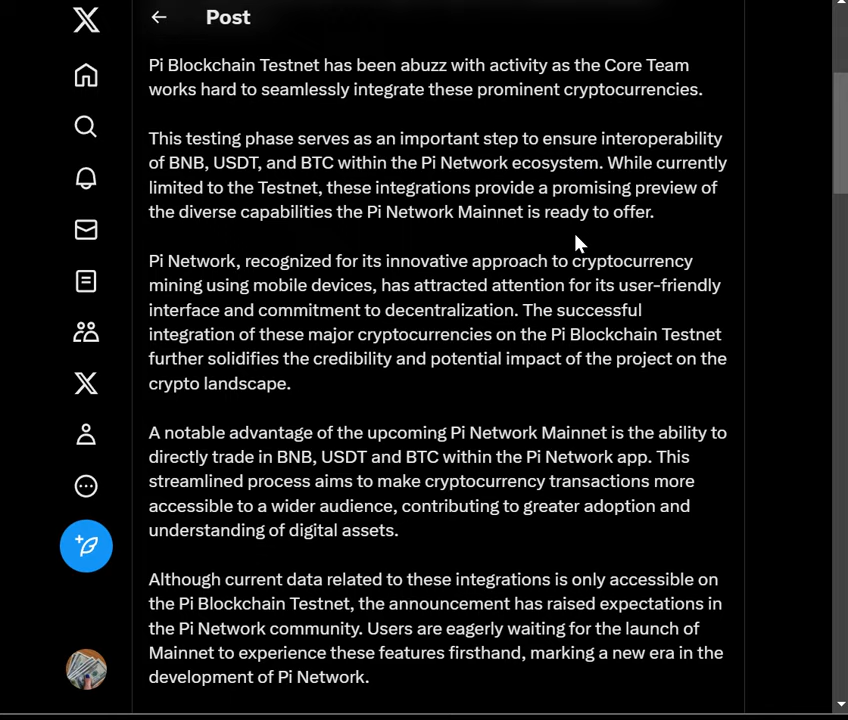 Post
Pi Blockchain Testnet has been abuzz with activity as the Core Team
works hard to seamlessly integrate these prominent cryptocurrencies.
This testing phase serves as an important step to ensure interoperability
of BNB, USDT, and BTC within the Pi Network ecosystem. While currently
limited to the Testnet, these integrations provide a promising preview of
the diverse capabilities the Pi Network Mainnet is ready to offer.
Pi Network, recognized for its innovative approach to cryptocurrency
mining using mobile devices, has attracted attention for its user-friendly
interface and commitment to decentralization. The successful
integration of these major cryptocurrencies on the Pi Blockchain Testnet
further solidifies the credibility and potential impact of the project on the
crypto landscape.
A notable advantage of the upcoming Pi Network Mainnet is the ability to
directly trade in BNB, USDT and BTC within the Pi Network app. This
streamlined process aims to make cryptocurrency transactions more
accessible to a wider audience, contributing to greater adoption and
understanding of digital assets.
Although current data related to these integrations is only accessible on
the Pi Blockchain Testnet, the announcement has raised expectations in
the Pi Network community. Users are eagerly waiting for the launch of
Mainnet to experience these features firsthand, marking a new era in the
development of Pi Network.